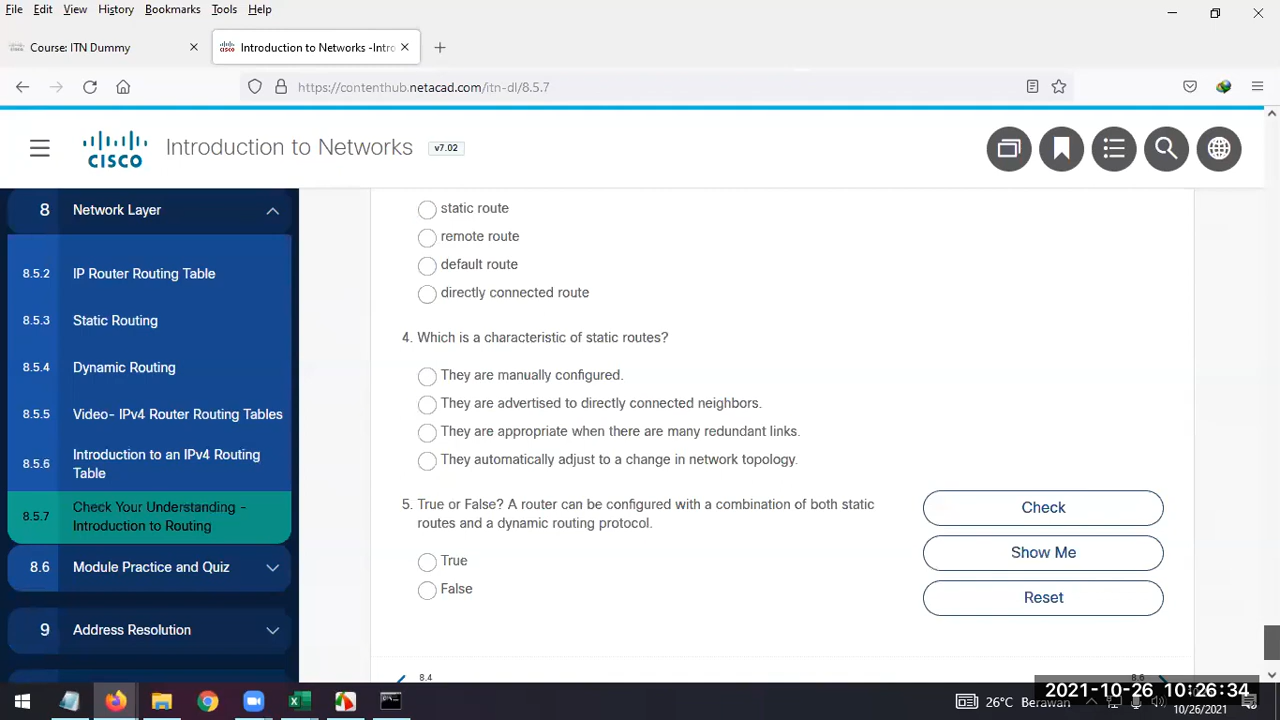 File Edit View History Bookmarks Tools Help
Course: ITN Dummy
Introduction to Networks -Intro
https://contenthub.netacad.com/itn-dl/8.5.7
CISCO
Introduction to Networks v7.02
8 Network Layer
8.5.2 IP Router Routing Table
8.5.3 Static Routing
8.5.4 Dynamic Routing
8.5.5 Video- IPv4 Router Routing Tables
8.5.6 Introduction to an IPv4 Routing
Table
8.5.7 Check Your Understanding -
Introduction to Routing
8.6 Module Practice and Quiz
9 Address Resolution
static route
remote route
default route
directly connected route
4. Which is a characteristic of static routes?
They are manually configured.
They are advertised to directly connected neighbors.
They are appropriate when there are many redundant links.
They automatically adjust to a change in network topology.
5. True or False? A router can be configured with a combination of both static
routes and a dynamic routing protocol.
True
False
Check
Show Me
Reset
8.4
8.6
26°C Berawan
2021-10-26 10:26:34
10/26/2021